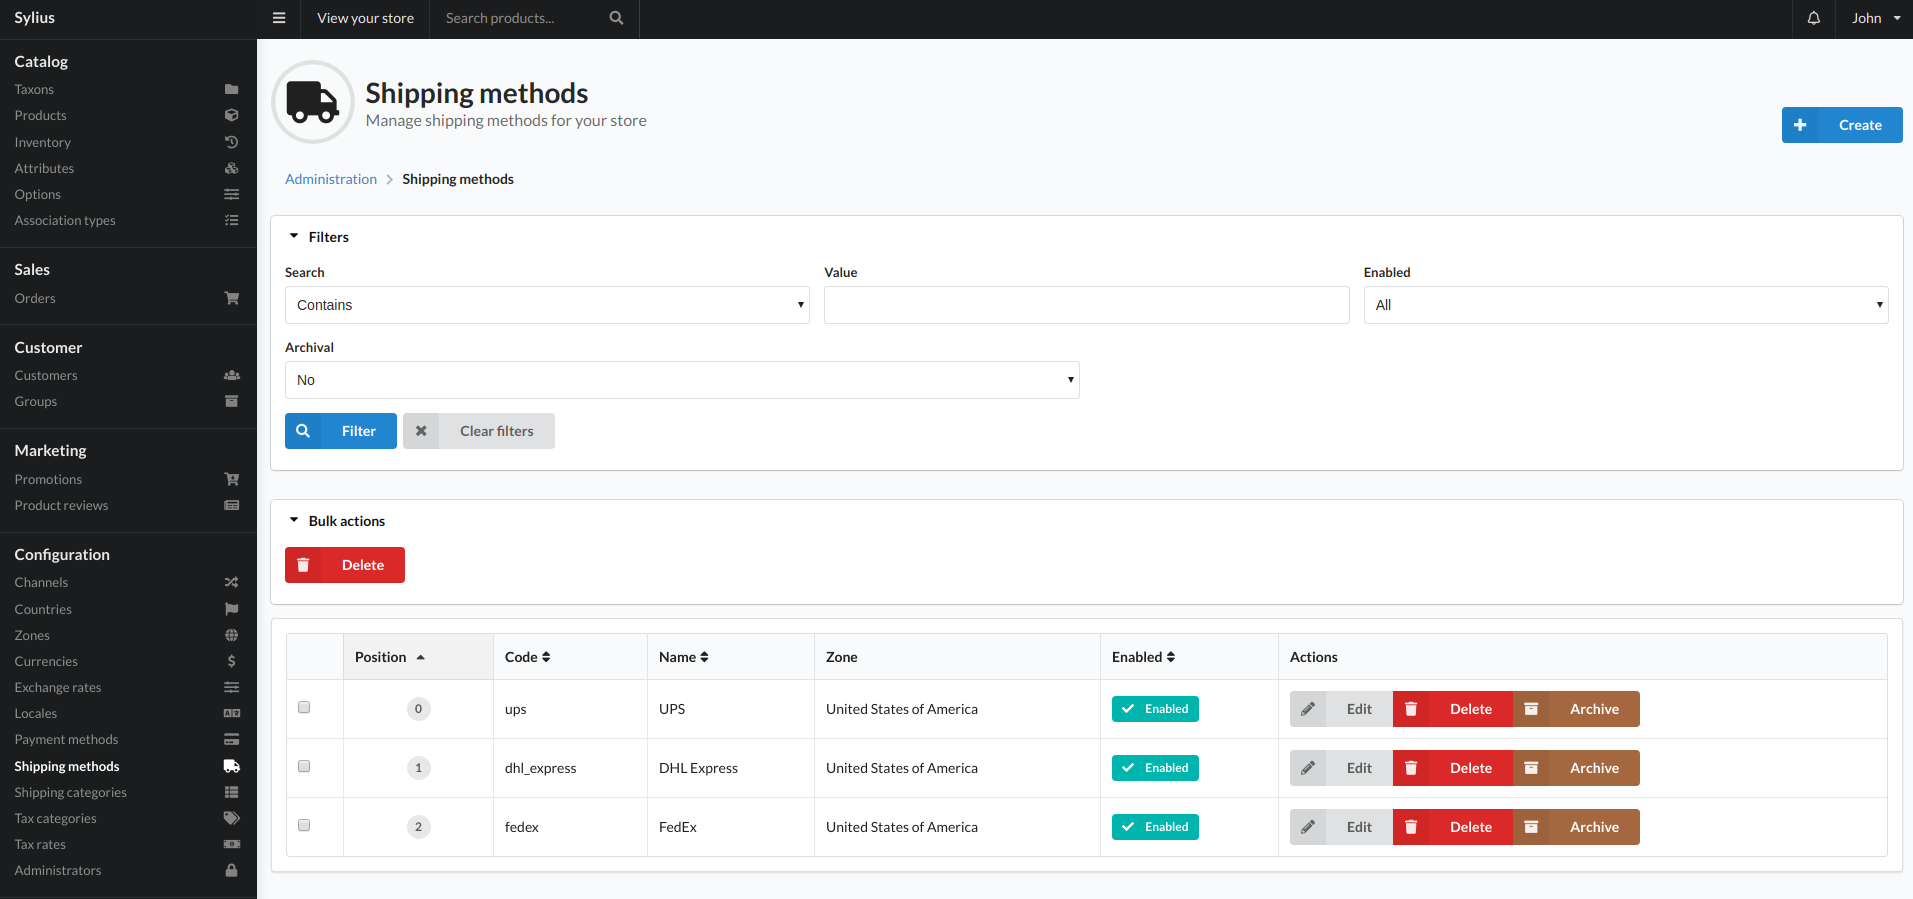 Sylius
View your store
Search products...
John
Catalog
Taxons
Products
Inventory
Attributes
Options
Association types
Sales
Orders
Customer
Customers
Groups
Marketing
Promotions
Product reviews
Configuration
Channels
Countries
Zones
Currencies
Exchange rates
Locales
Payment methods
Shipping methods
Shipping categories
Tax categories
Tax rates
Administrators
Shipping methods
Manage shipping methods for your store
Create
Administration Shipping methods
Filters
Search Value Enabled
Contains All
Archival
No
Filter Clear filters
Bulk actions
Delete
Position Code Name Zone Enabled Actions
0 ups UPS United States of America Enabled Edit Delete Archive
1 dhl_express DHL Express United States of America Enabled Edit Delete Archive
2 fedex FedEx United States of America Enabled Edit Delete Archive